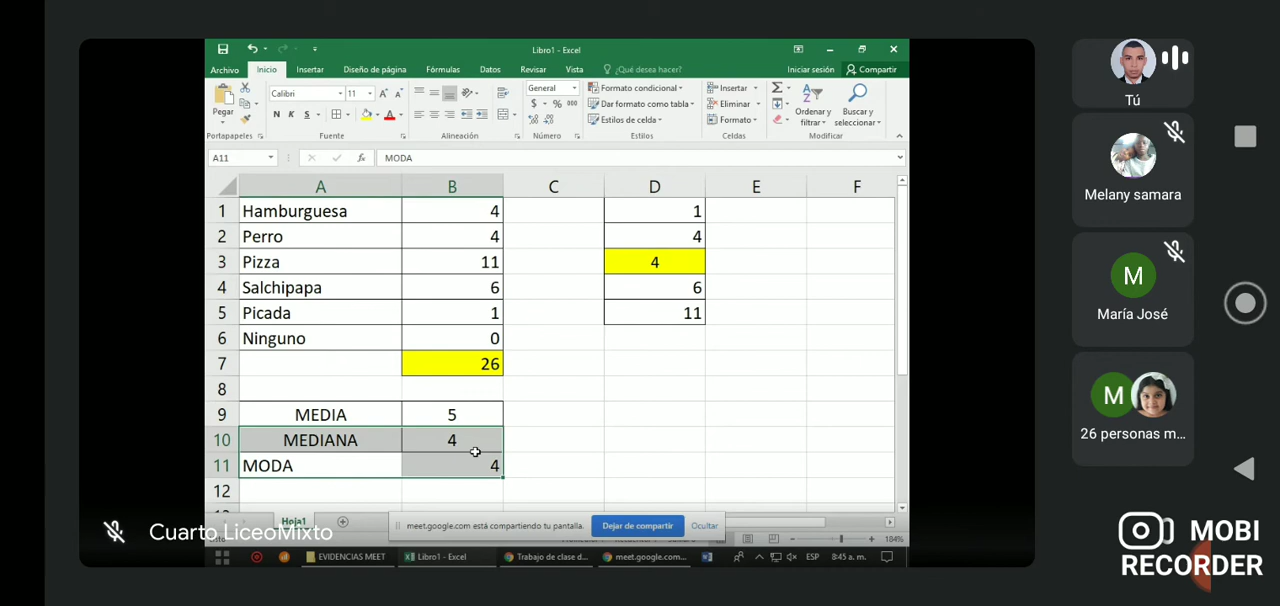 Libro1 - Excel
Archivo Inicio Insertar Diseño de página Fórmulas Datos Revisar Vista ¿Qué desea hacer? Iniciar sesión Compartir
Pegar
Calibri 11
N K S
General
$ % 000
Formato condicional
Dar formato como tabla
Estilos de celda
Insertar
Eliminar
Formato
Ordenar y filtrar
Buscar y seleccionar
Portapapeles Fuente Alineación Número Estilos Celdas Modificar
A11 fx MODA
A B C D E F
1 Hamburguesa 4 1
2 Perro 4 4
3 Pizza 11 4
4 Salchipapa 6 6
5 Picada 1 11
6 Ninguno 0
7 26
8
9 MEDIA 5
10 MEDIANA 4
11 MODA 4
12
Hoja1
meet.google.com está compartiendo tu pantalla. Dejar de compartir Ocultar
Cuarto LiceoMixto
184%
EVIDENCIAS MEET Libro1 - Excel Trabajo de clase d... meet.google.com... ESP 8:45 a. m.
Tú
Melany samara
M
María José
M
26 personas m...
MOBI
RECORDER